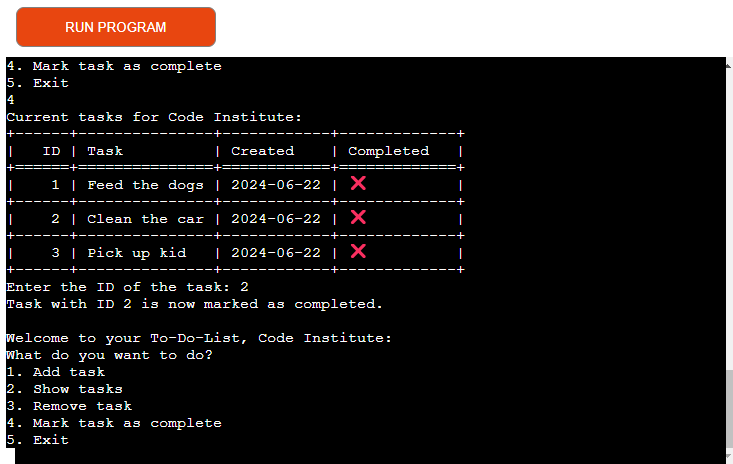 RUN PROGRAM
4. Mark task as complete
5. Exit
4
Current tasks for Code Institute:
+------+---------------+------------+-------------+
|   ID | Task          | Created    | Completed   |
+======+===============+============+=============+
|    1 | Feed the dogs | 2024-06-22 | ❌          |
+------+---------------+------------+-------------+
|    2 | Clean the car | 2024-06-22 | ❌          |
+------+---------------+------------+-------------+
|    3 | Pick up kid   | 2024-06-22 | ❌          |
+------+---------------+------------+-------------+
Enter the ID of the task: 2
Task with ID 2 is now marked as completed.

Welcome to your To-Do-List, Code Institute:
What do you want to do?
1. Add task
2. Show tasks
3. Remove task
4. Mark task as complete
5. Exit